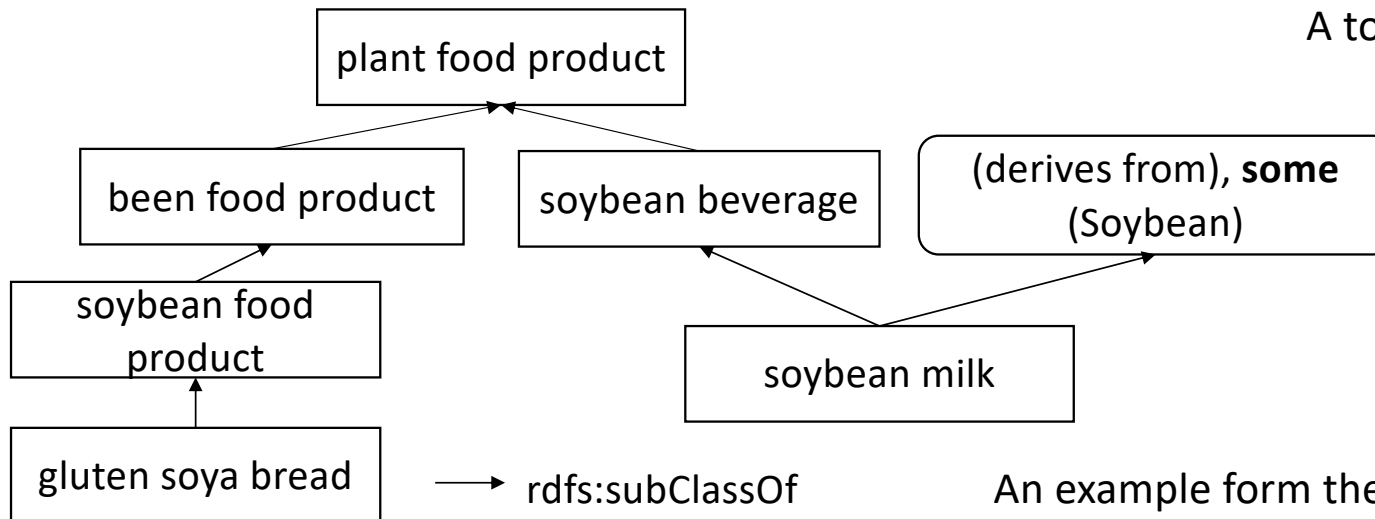 A to
plant food product
been food product
soybean beverage
(derives from), some
(Soybean)
soybean food
product
soybean milk
gluten soya bread
rdfs:subClassOf
An example form the